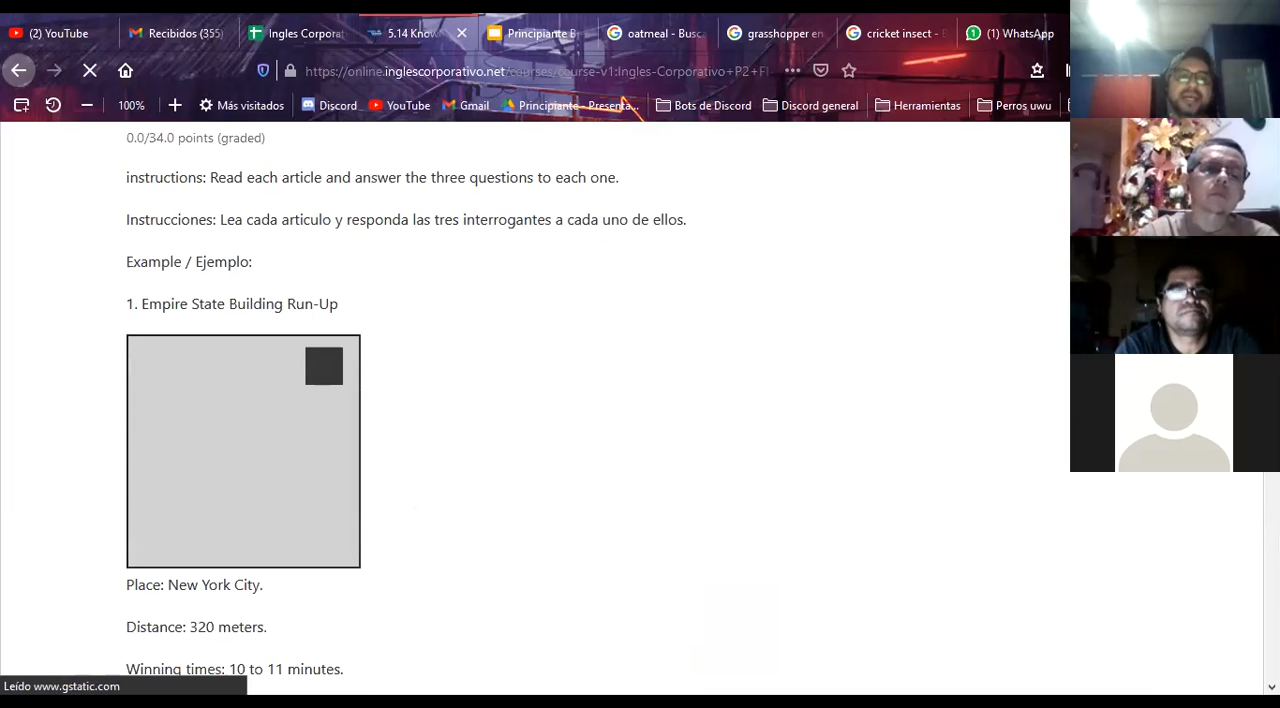 (2) YouTube
Recibidos (355)
Ingles Corporat
5.14 Know
Principiante B
oatmeal - Busca
grasshopper en
cricket insect - B
(1) WhatsApp
https://online.inglescorporativo.net/courses/course-v1:Ingles-Corporativo+P2+FI
100%
Más visitados
Discord
YouTube
Gmail
Principiante - Presenta...
Bots de Discord
Discord general
Herramientas
Perros uwu
0.0/34.0 points (graded)
instructions: Read each article and answer the three questions to each one.
Instrucciones: Lea cada articulo y responda las tres interrogantes a cada uno de ellos.
Example / Ejemplo:
1. Empire State Building Run-Up
Place: New York City.
Distance: 320 meters.
Winning times: 10 to 11 minutes.
Leído www.gstatic.com